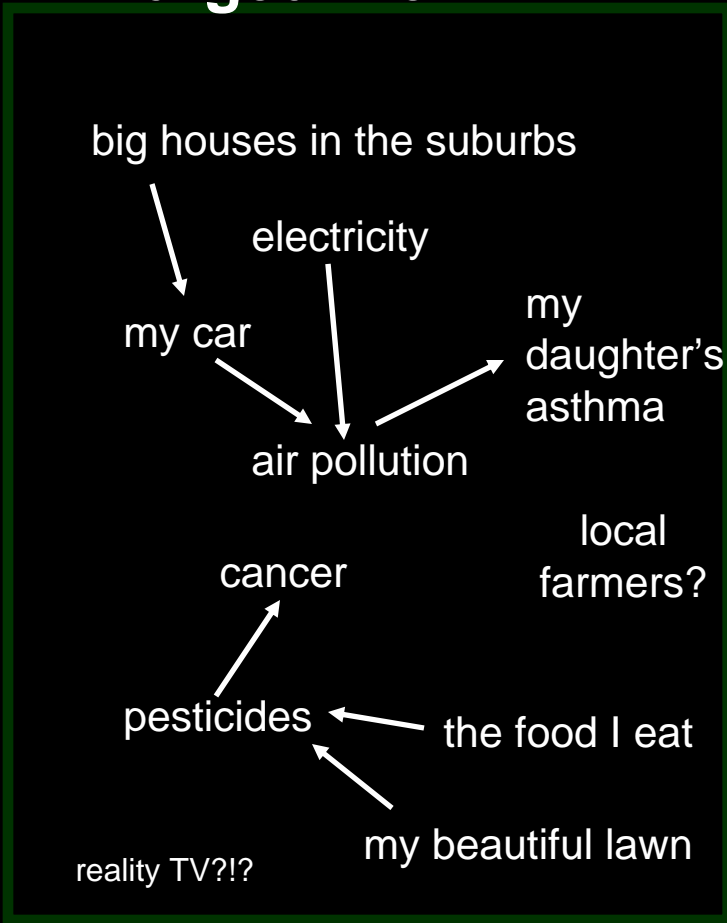 big houses in the suburbs
electricity
my
daughter’s
asthma
my car
air pollution
local
farmers?
cancer
pesticides
the food I eat
my beautiful lawn
reality TV?!?